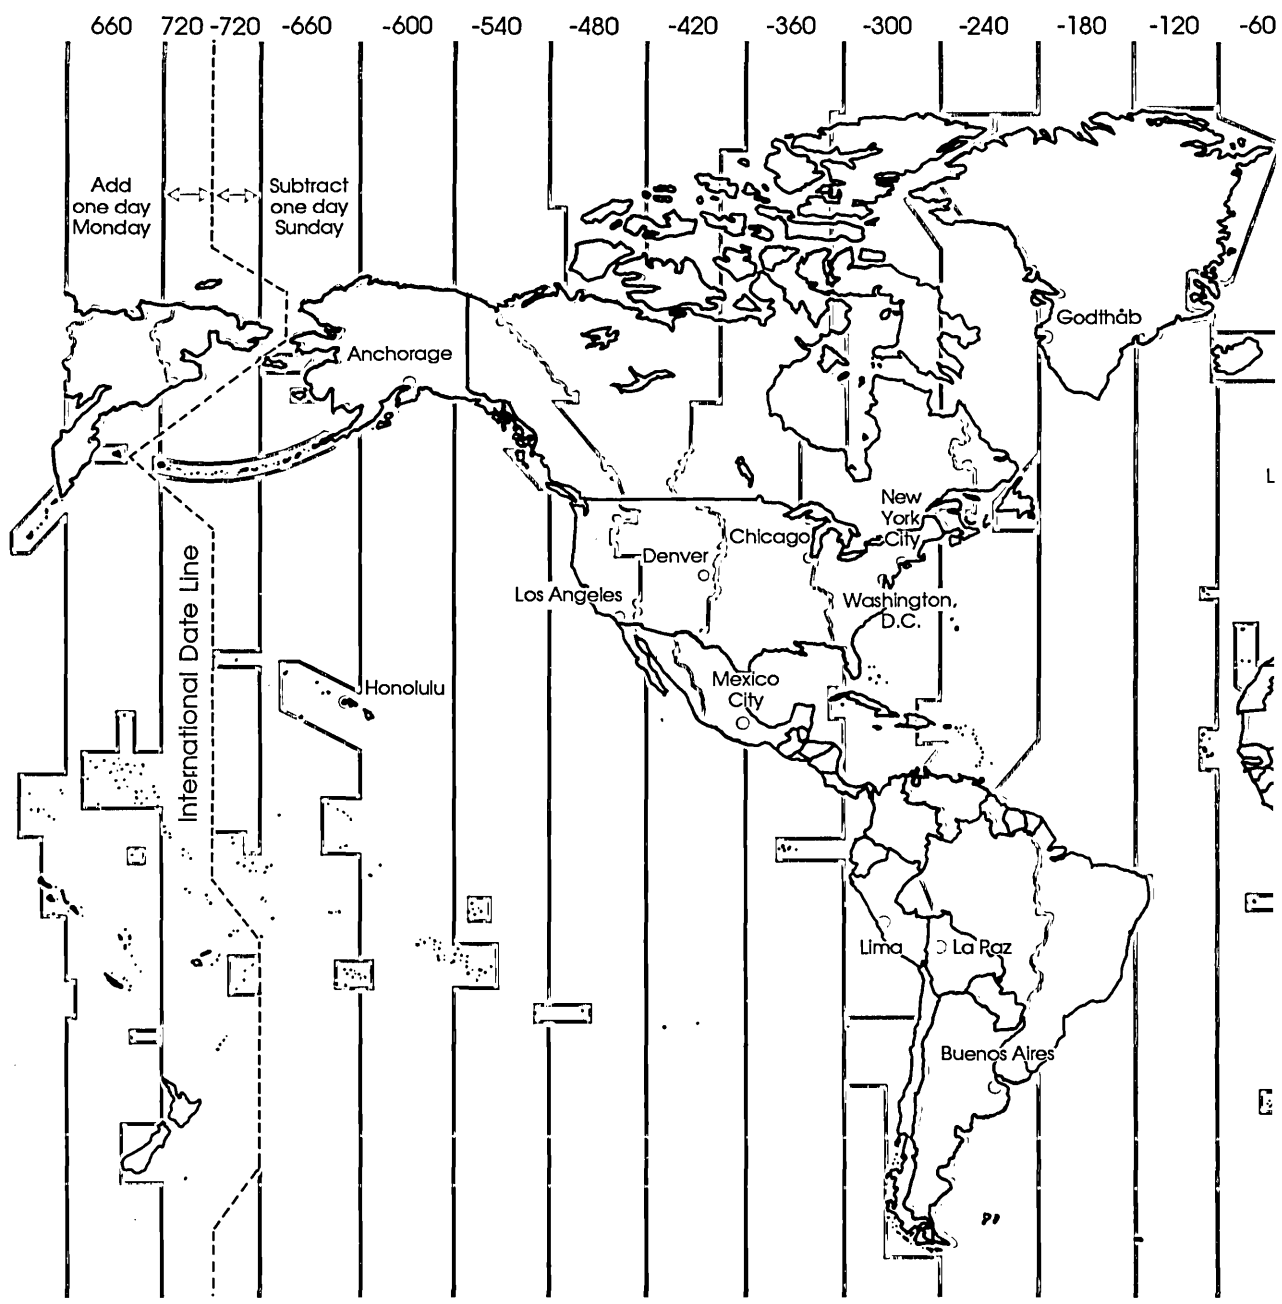 660 720 -720 -660 -600 -540 -480 -420 -360 -300 -240 -180 -120 -60
Add
one day
Monday
Subtract
one day
Sunday
Godthåb
Anchorage
L
New
York
City
Chicago
Denver
Los Angeles
Washington,
D.C.
International Date Line
Honolulu
Mexico
City
Lima
La Paz
Buenos Aires